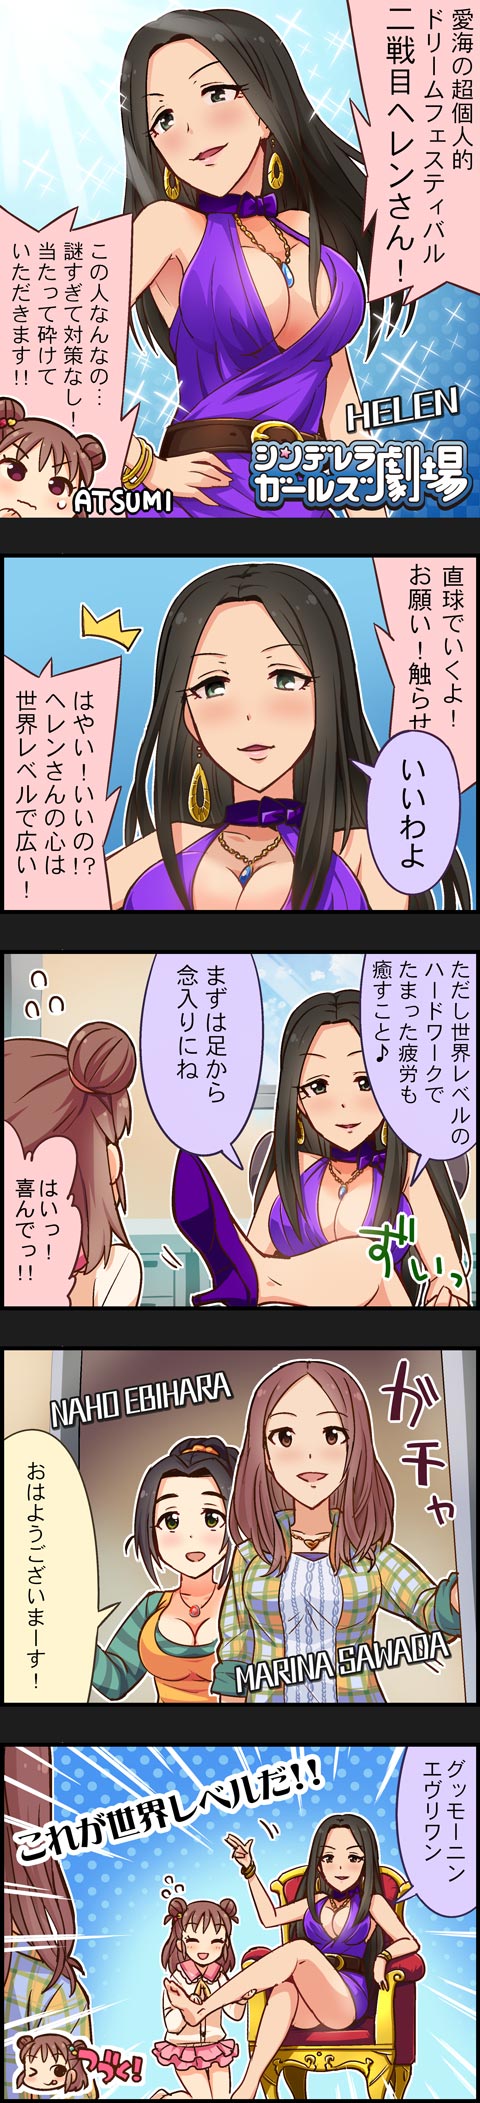 愛海の超個人的
ドリームフェスティバル
二戦目ヘレンさん！
この人なんなの…
謎すぎて対策なし！
当たって砕けて
いただきます！！
HELEN
シンデレラ
ガールズ劇場
ATSUMI
直球でいくよ！
お願い！触らせ
いいわよ
はやい！いいの！？
ヘレンさんの心は
世界レベルで広い！
ただし世界レベルの
ハードワークで
たまった疲労も
癒すこと♪
まずは足から
念入りにね
ずいっ
はいっ！
喜んでっ！！
ガチャ
NAHO EBIHARA
おはようございまーす！
MARINA SAWADA
グッモーニン
エヴリワン
これが世界レベルだ！！
つづく！